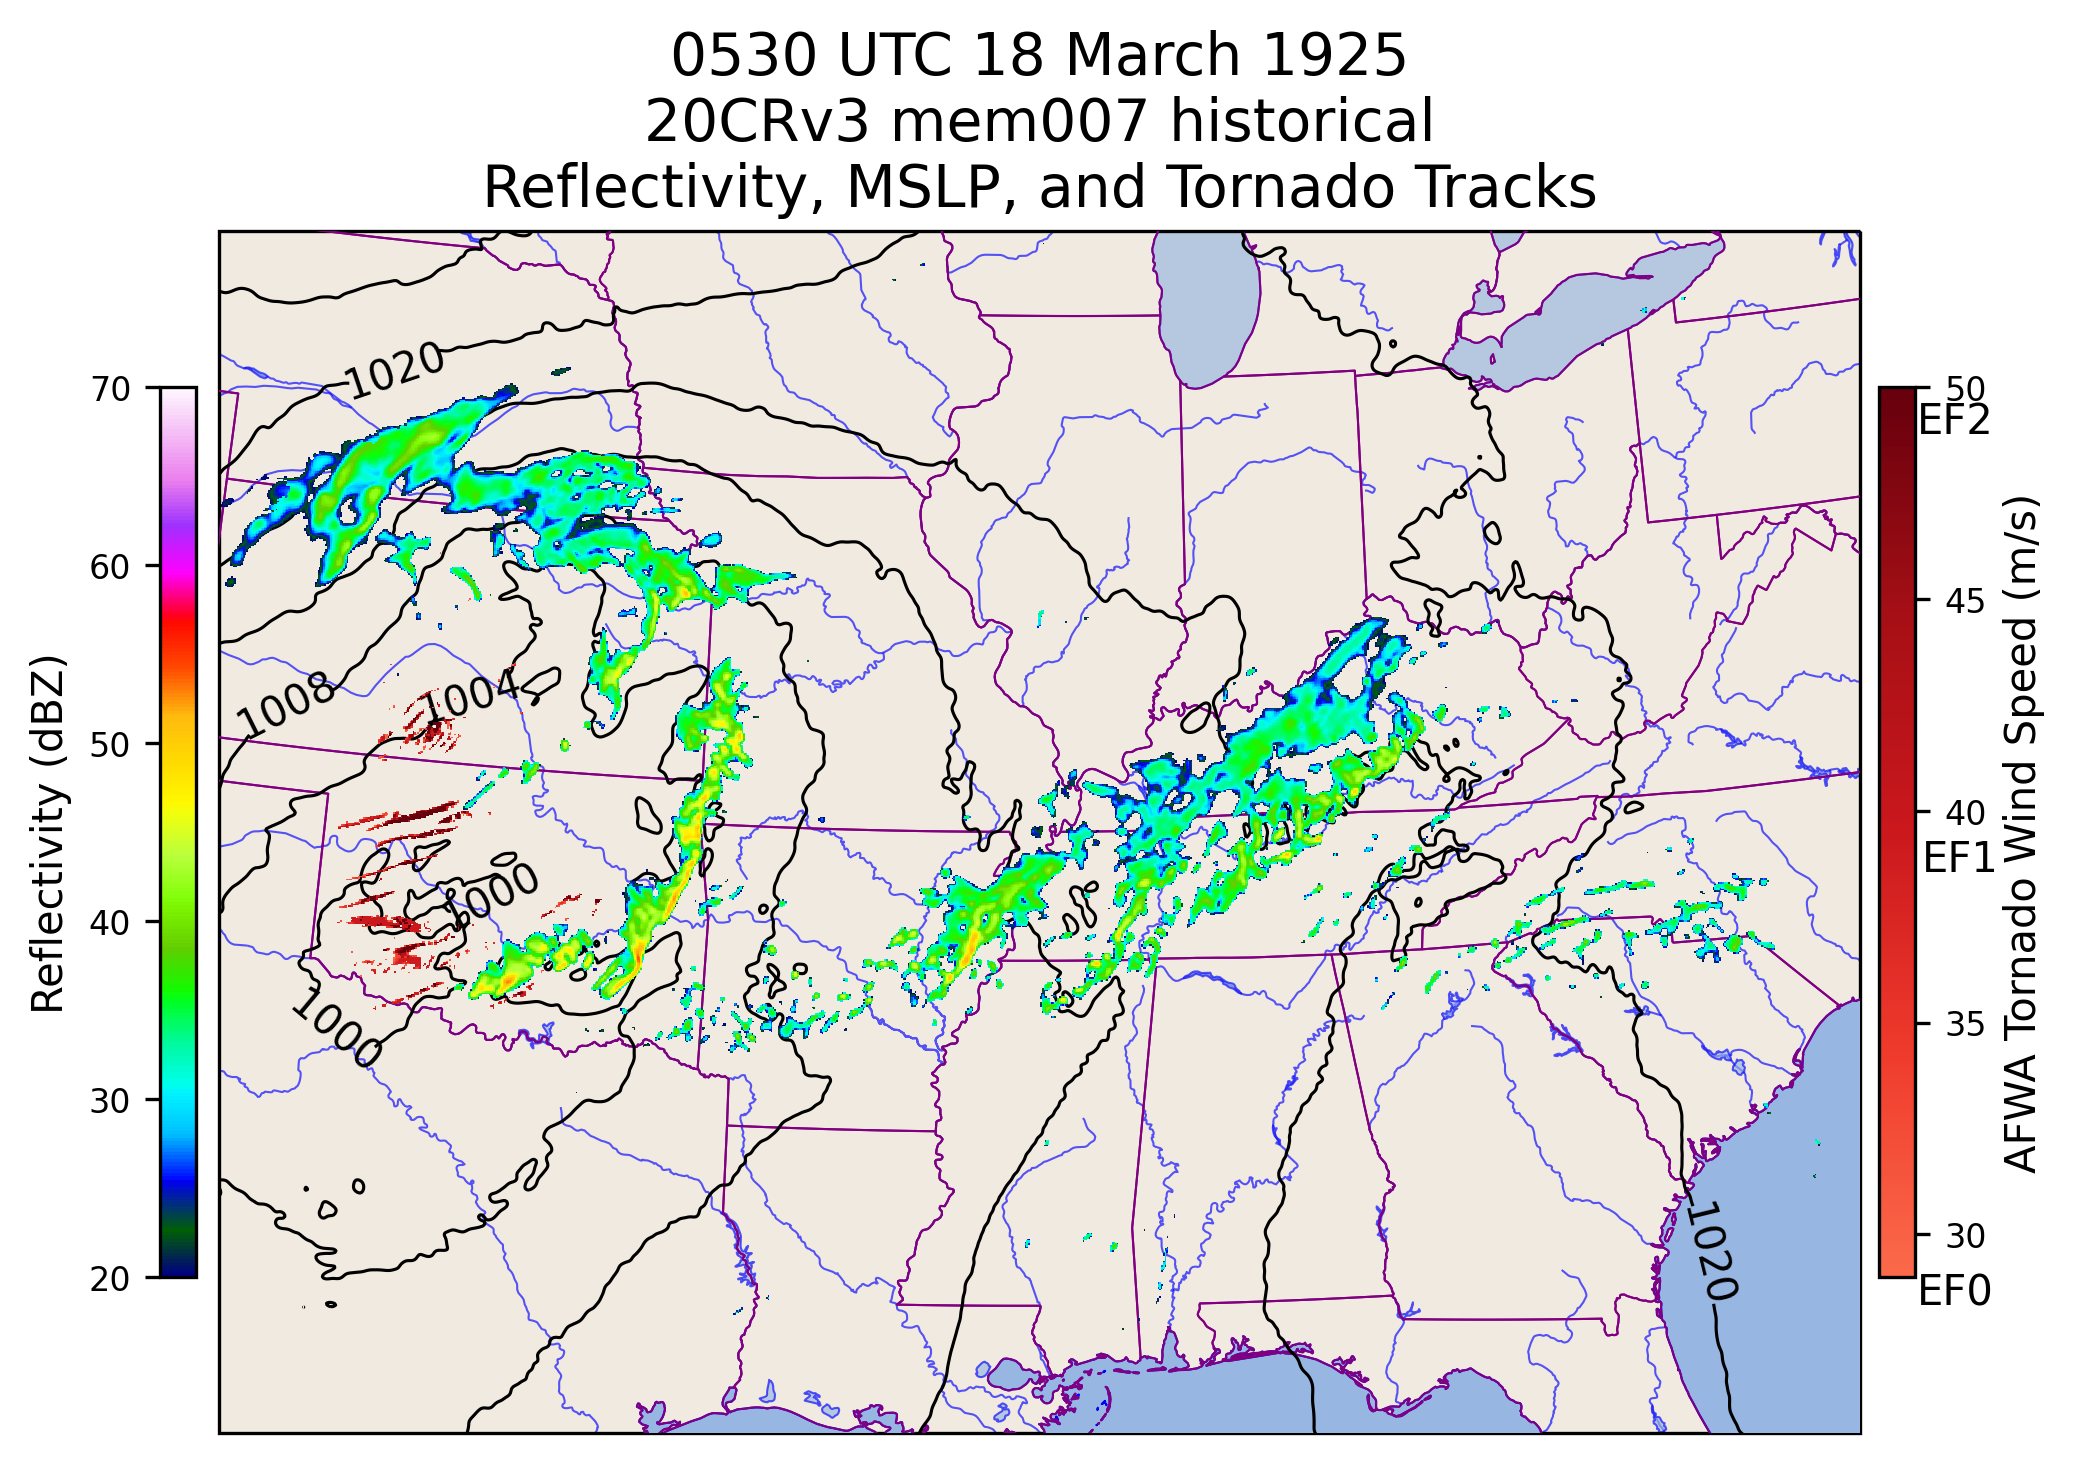 0530 UTC 18 March 1925
20CRv3 mem007 historical
Reflectivity, MSLP, and Tornado Tracks
1020
1008
1004
1000
1000
1020
70
60
50
40
30
20
Reflectivity (dBZ)
50
EF2
45
40
EF1
35
30
EF0
AFWA Tornado Wind Speed (m/s)